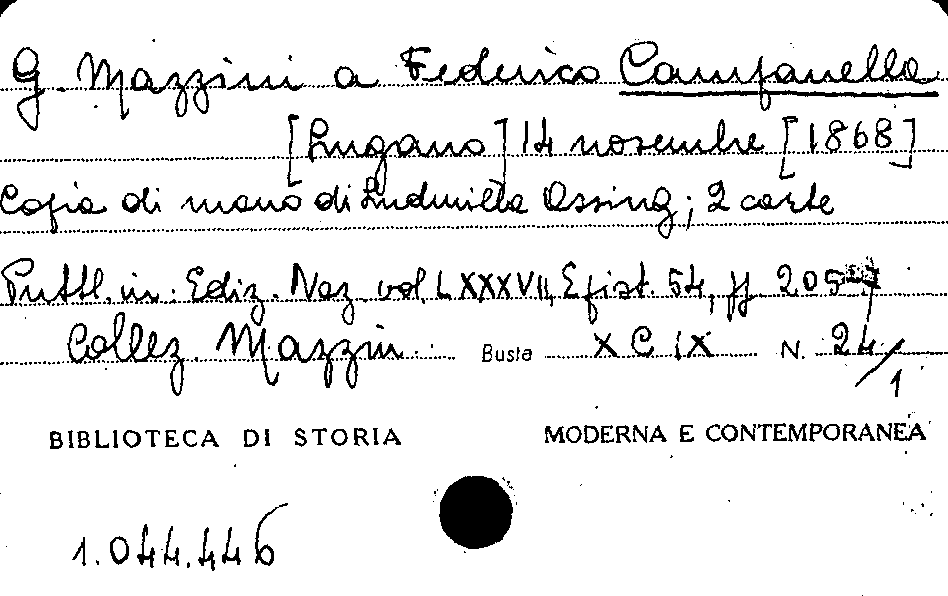 G. Mazzini a Federico Campanella
[Lugano] 14 novembre [1868]
Copia di mano di Ludmilla Assing; 2 carte
Pubbl. in: Ediz. Naz. vol. LXXXVII, Epist. 54, pp. 205-7
Collez. Mazzini Busta XCIX N. 24/1
BIBLIOTECA DI STORIA MODERNA E CONTEMPORANEA
1.044.446